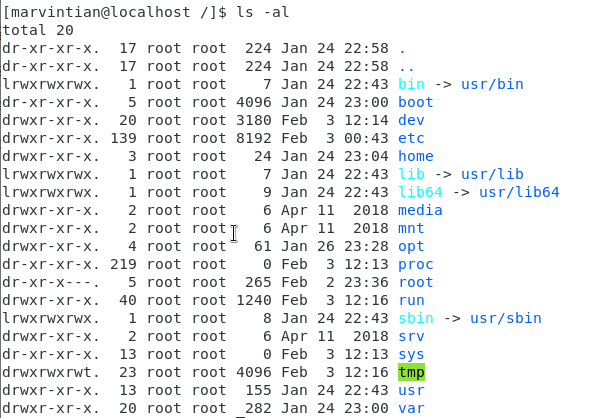 [marvintian@localhost /]$ ls -al
total 20
dr-xr-xr-x.  17 root root  224 Jan 24 22:58 .
dr-xr-xr-x.  17 root root  224 Jan 24 22:58 ..
lrwxrwxrwx.   1 root root    7 Jan 24 22:43 bin -> usr/bin
dr-xr-xr-x.   5 root root 4096 Jan 24 23:00 boot
drwxr-xr-x.  20 root root 3180 Feb  3 12:14 dev
drwxr-xr-x. 139 root root 8192 Feb  3 00:43 etc
drwxr-xr-x.   3 root root   24 Jan 24 23:04 home
lrwxrwxrwx.   1 root root    7 Jan 24 22:43 lib -> usr/lib
lrwxrwxrwx.   1 root root    9 Jan 24 22:43 lib64 -> usr/lib64
drwxr-xr-x.   2 root root    6 Apr 11  2018 media
drwxr-xr-x.   2 root root    6 Apr 11  2018 mnt
drwxr-xr-x.   4 root root   61 Jan 26 23:28 opt
dr-xr-xr-x. 219 root root    0 Feb  3 12:13 proc
dr-xr-x---.   5 root root  265 Feb  2 23:36 root
drwxr-xr-x.  40 root root 1240 Feb  3 12:16 run
lrwxrwxrwx.   1 root root    8 Jan 24 22:43 sbin -> usr/sbin
drwxr-xr-x.   2 root root    6 Apr 11  2018 srv
dr-xr-xr-x.  13 root root    0 Feb  3 12:13 sys
drwxrwxrwt.  23 root root 4096 Feb  3 12:16 tmp
drwxr-xr-x.  13 root root  155 Jan 24 22:43 usr
drwxr-xr-x.  20 root root  282 Jan 24 23:00 var